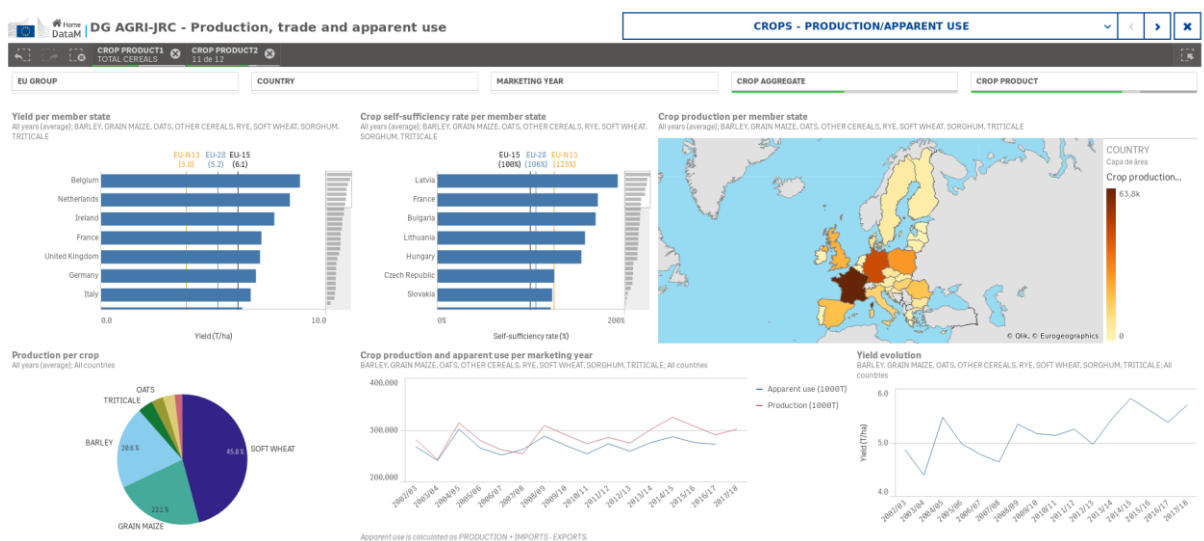 Home
DataM
DG AGRI-JRC - Production, trade and apparent use
CROPS - PRODUCTION/APPARENT USE
CROP PRODUCT1
TOTAL CEREALS
CROP PRODUCT2
11 de 12
EU GROUP
COUNTRY
MARKETING YEAR
CROP AGGREGATE
CROP PRODUCT
Yield per member state
All years (average); BARLEY, GRAIN MAIZE, OATS, OTHER CEREALS, RYE, SOFT WHEAT, SORGHUM,
TRITICALE
EU-N13 EU-28 EU-15
(3.8) (5.2) (6.1)
Belgium
Netherlands
Ireland
France
United Kingdom
Germany
Italy
0.0 10.0
Yield (T/ha)
Crop self-sufficiency rate per member state
All years (average); BARLEY, GRAIN MAIZE, OATS, OTHER CEREALS, RYE, SOFT WHEAT, SORGHUM,
TRITICALE
EU-15 EU-28 EU-N13
(100%) (106%) (125%)
Latvia
France
Bulgaria
Lithuania
Hungary
Czech Republic
Slovakia
0% 200%
Self-sufficiency rate (%)
Crop production per member state
All years (average); BARLEY, GRAIN MAIZE, OATS, OTHER CEREALS, RYE, SOFT WHEAT, SORGHUM, TRITICALE
© Qlik, © Eurogeographics
COUNTRY
Capa de área
Crop production...
63.8k
0
Production per crop
All years (average); All countries
OATS
TRITICALE
BARLEY
20.6%
45.8%
SOFT WHEAT
22.1%
GRAIN MAIZE
Crop production and apparent use per marketing year
BARLEY, GRAIN MAIZE, OATS, OTHER CEREALS, RYE, SOFT WHEAT, SORGHUM, TRITICALE; All countries
400.000
300.000
200.000
2002/03
2003/04
2004/05
2005/06
2006/07
2007/08
2008/09
2009/10
2010/11
2011/12
2012/13
2013/14
2014/15
2015/16
2016/17
2017/18
Apparent use (1000T)
Production (1000T)
Apparent use is calculated as PRODUCTION + IMPORTS - EXPORTS.
Yield evolution
BARLEY, GRAIN MAIZE, OATS, OTHER CEREALS, RYE, SOFT WHEAT, SORGHUM, TRITICALE; All
countries
Yield (T/ha)
6.0
5.0
4.0
2002/03
2003/04
2004/05
2005/06
2006/07
2007/08
2008/09
2009/10
2010/11
2011/12
2012/13
2013/14
2014/15
2015/16
2016/17
2017/18